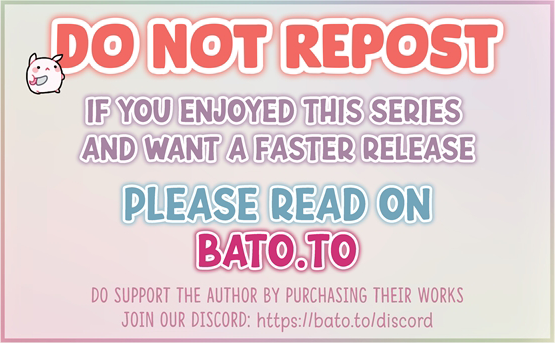 DO NOT REPOST
IF YOU ENJOYED THIS SERIES
AND WANT A FASTER RELEASE
PLEASE READ ON
BATO.TO
DO SUPPORT THE AUTHOR BY PURCHASING THEIR WORKS
JOIN OUR DISCORD: https://bato.to/discord